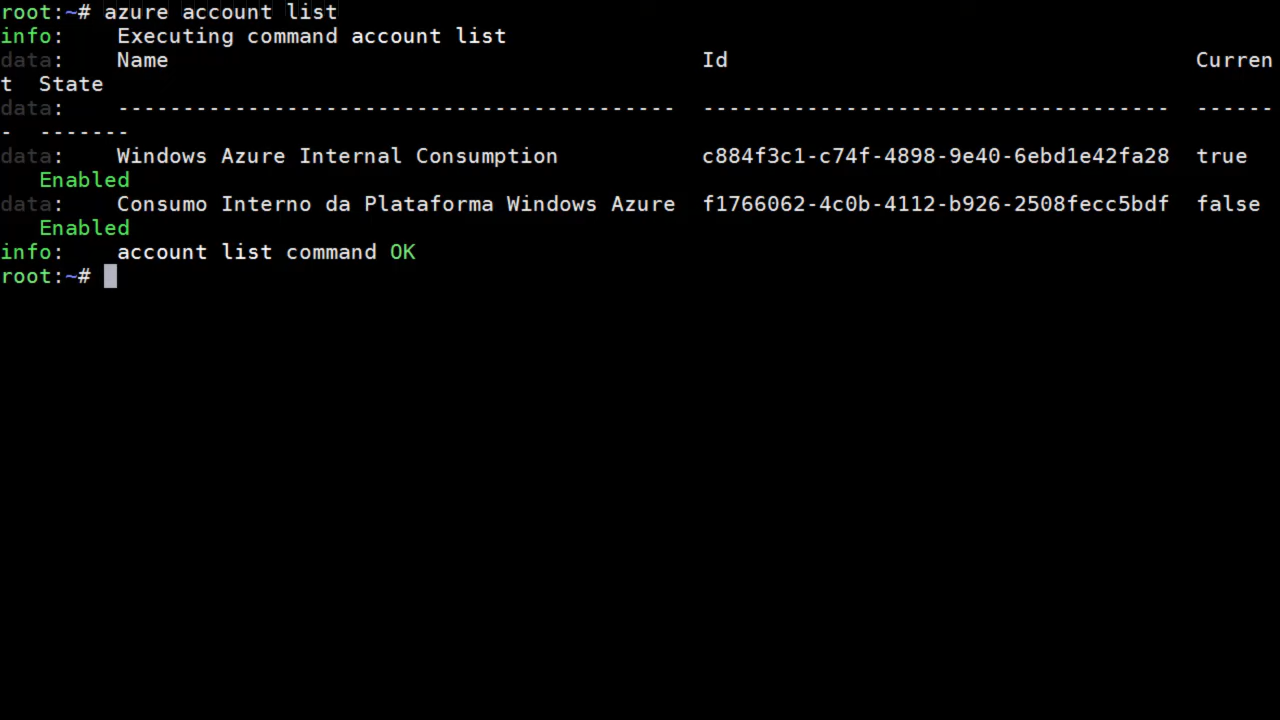 root:~# azure account list
info:    Executing command account list
data:    Name                                         Id                                    Curren
t  State
data:    -------------------------------------------  ------------------------------------  ------
-  -------
data:    Windows Azure Internal Consumption           c884f3c1-c74f-4898-9e40-6ebd1e42fa28  true
   Enabled
data:    Consumo Interno da Plataforma Windows Azure  f1766062-4c0b-4112-b926-2508fecc5bdf  false
   Enabled
info:    account list command OK
root:~#